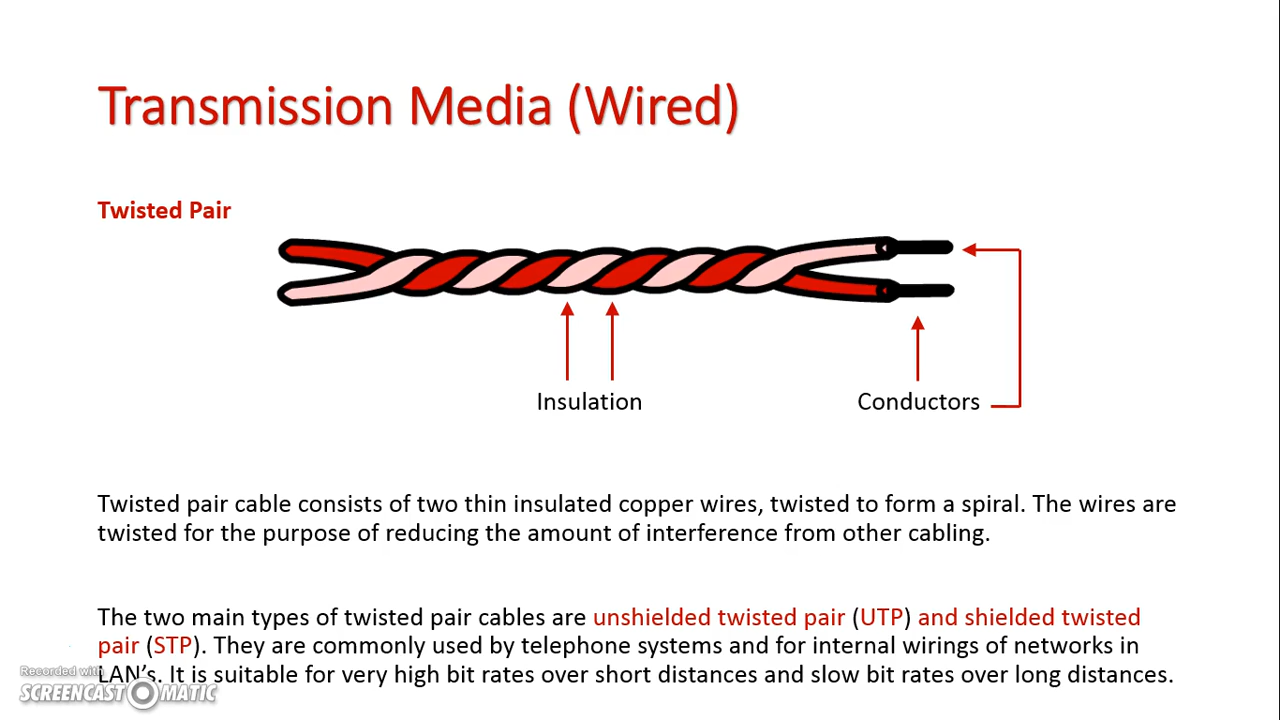 Transmission Media (Wired)
Twisted Pair
Insulation
Conductors
Twisted pair cable consists of two thin insulated copper wires, twisted to form a spiral. The wires are
twisted for the purpose of reducing the amount of interference from other cabling.
The two main types of twisted pair cables are unshielded twisted pair (UTP) and shielded twisted
pair (STP). They are commonly used by telephone systems and for internal wirings of networks in
LAN’s. It is suitable for very high bit rates over short distances and slow bit rates over long distances.
Recorded with
SCREENCAST MATIC